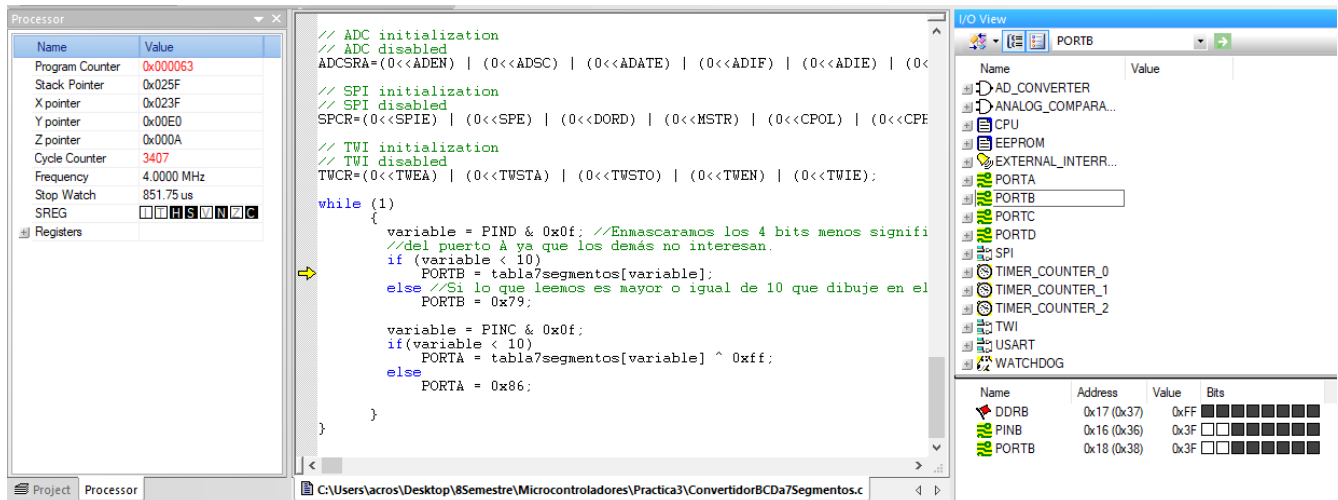 Processor
Name Value
Program Counter 0x000063
Stack Pointer 0x025F
X pointer 0x023F
Y pointer 0x00E0
Z pointer 0x000A
Cycle Counter 3407
Frequency 4.0000 MHz
Stop Watch 851.75 us
SREG I T H S V N Z C
Registers
Project Processor
// ADC initialization
// ADC disabled
ADCSRA=(0<<ADEN) | (0<<ADSC) | (0<<ADATE) | (0<<ADIF) | (0<<ADIE) | (0<
// SPI initialization
// SPI disabled
SPCR=(0<<SPIE) | (0<<SPE) | (0<<DORD) | (0<<MSTR) | (0<<CPOL) | (0<<CPH
// TWI initialization
// TWI disabled
TWCR=(0<<TWEA) | (0<<TWSTA) | (0<<TWSTO) | (0<<TWEN) | (0<<TWIE);
while (1)
{
variable = PIND & 0x0f; //Enmascaramos los 4 bits menos signifi
//del puerto A ya que los demás no interesan.
if (variable < 10)
PORTB = tabla7segmentos[variable];
else //Si lo que leemos es mayor o igual de 10 que dibuje en el
PORTB = 0x79;
variable = PINC & 0x0f;
if(variable < 10)
PORTA = tabla7segmentos[variable] ^ 0xff;
else
PORTA = 0x86;
}
}
C:\Users\acros\Desktop\8Semestre\Microcontroladores\Practica3\ConvertidorBCDa7Segmentos.c
I/O View
PORTB
Name Value
AD_CONVERTER
ANALOG_COMPARA...
CPU
EEPROM
EXTERNAL_INTERR...
PORTA
PORTB
PORTC
PORTD
SPI
TIMER_COUNTER_0
TIMER_COUNTER_1
TIMER_COUNTER_2
TWI
USART
WATCHDOG
Name Address Value Bits
DDRB 0x17 (0x37) 0xFF
PINB 0x16 (0x36) 0x3F
PORTB 0x18 (0x38) 0x3F